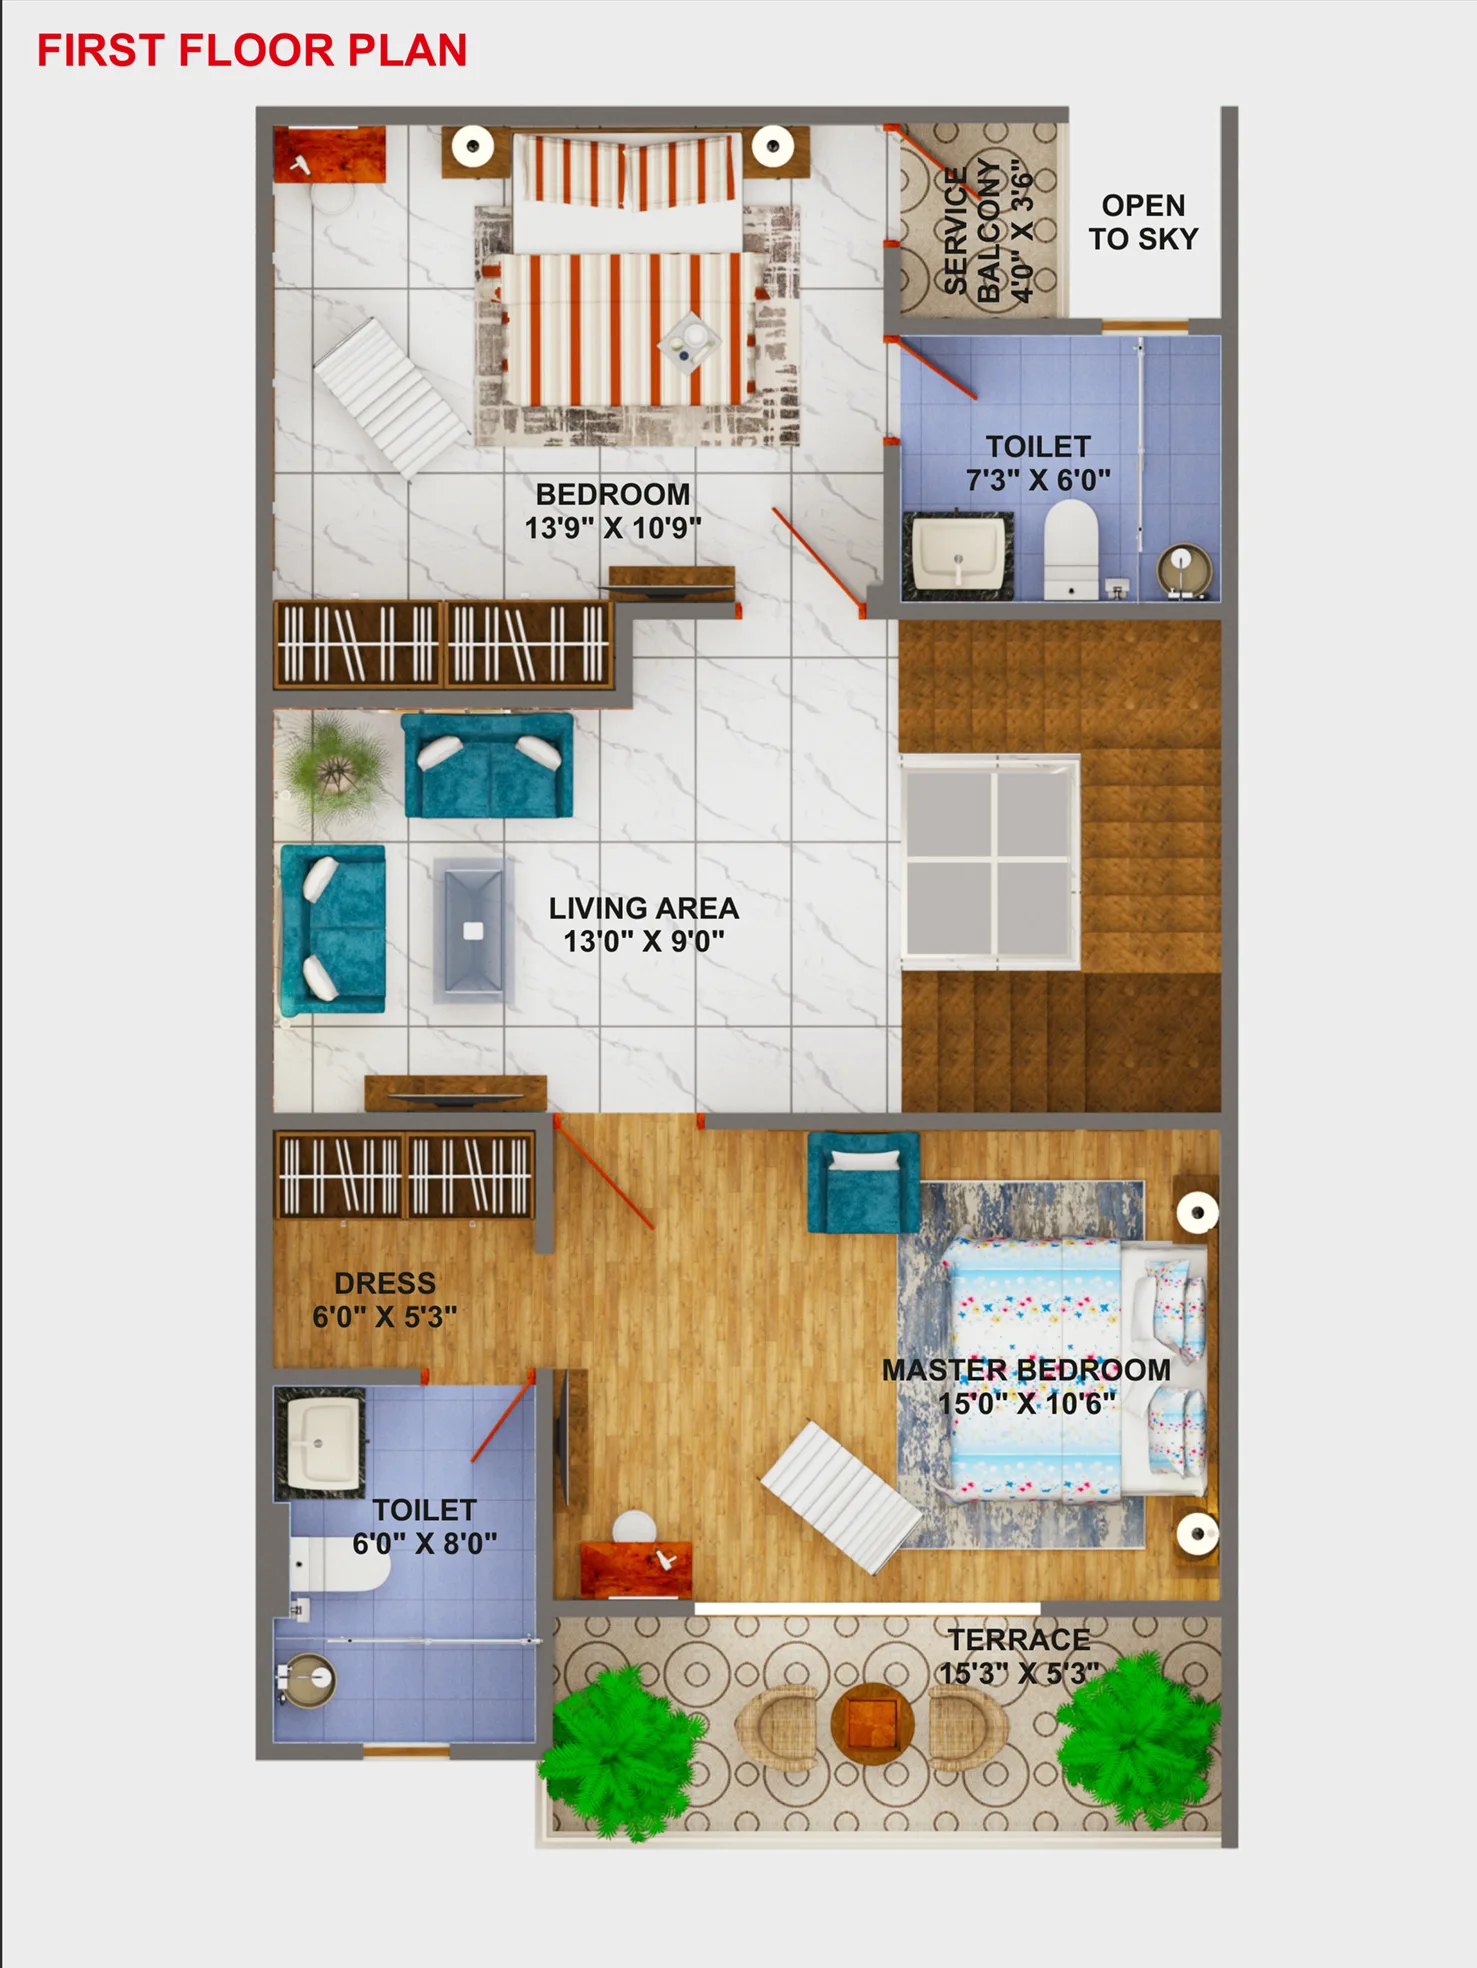 FIRST FLOOR PLAN
SERVICE
BALCONY
4'0" X 3'6"
OPEN
TO SKY
TOILET
7'3" X 6'0"
BEDROOM
13'9" X 10'9"
LIVING AREA
13'0" X 9'0"
DRESS
6'0" X 5'3"
MASTER BEDROOM
15'0" X 10'6"
TOILET
6'0" X 8'0"
TERRACE
15'3" X 5'3"